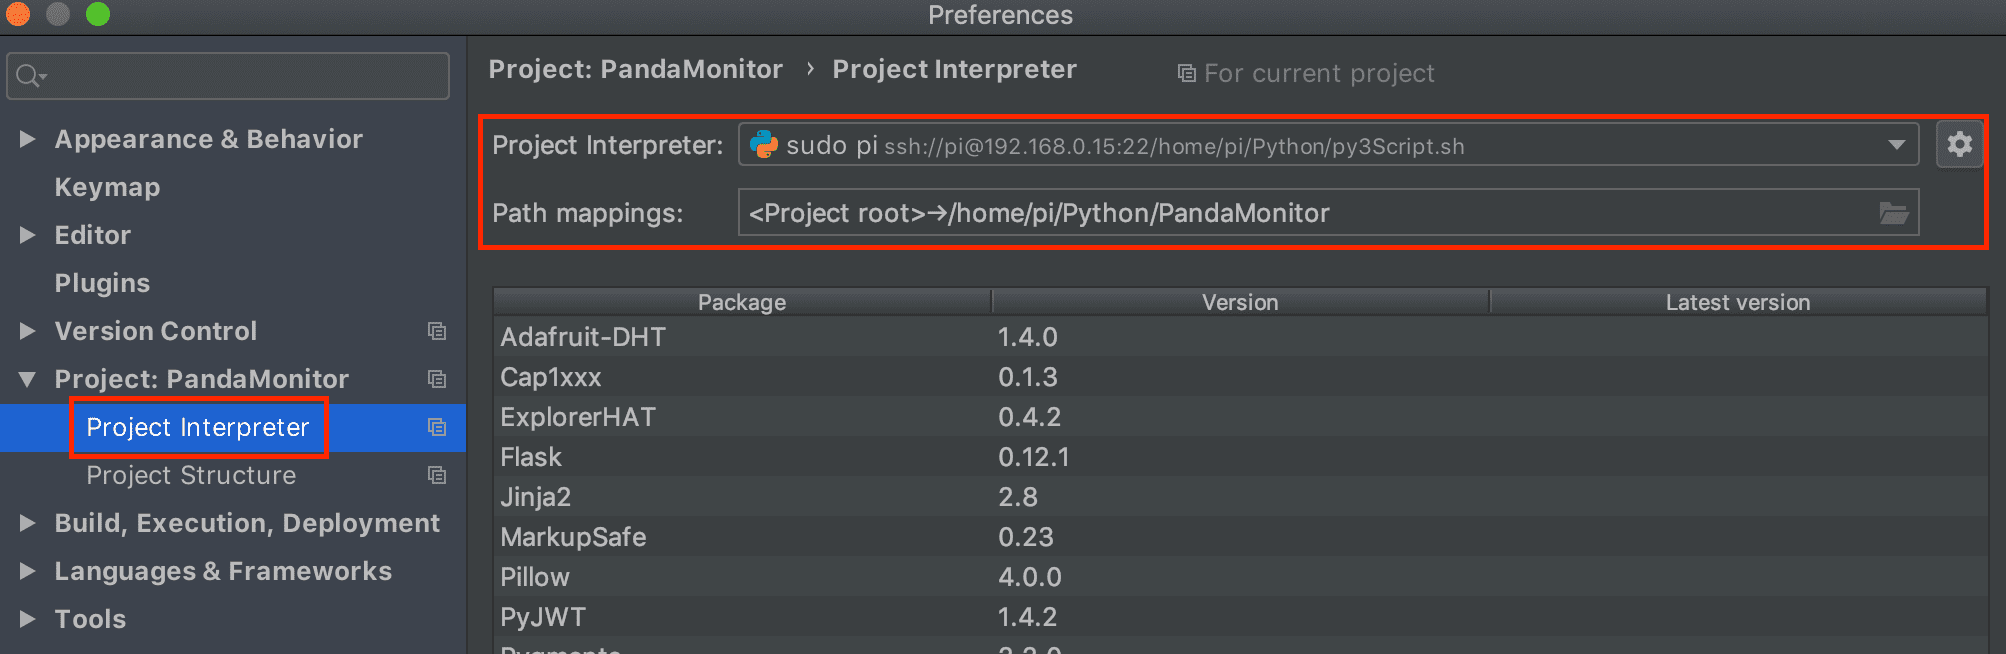 Preferences
Project: PandaMonitor › Project Interpreter For current project
Appearance & Behavior
Keymap
Editor
Plugins
Version Control
Project: PandaMonitor
Project Interpreter
Project Structure
Build, Execution, Deployment
Languages & Frameworks
Tools
Project Interpreter: sudo pi ssh://pi@192.168.0.15:22/home/pi/Python/py3Script.sh
Path mappings: <Project root>→/home/pi/Python/PandaMonitor
Package Version Latest version
Adafruit-DHT 1.4.0
Cap1xxx 0.1.3
ExplorerHAT 0.4.2
Flask 0.12.1
Jinja2 2.8
MarkupSafe 0.23
Pillow 4.0.0
PyJWT 1.4.2